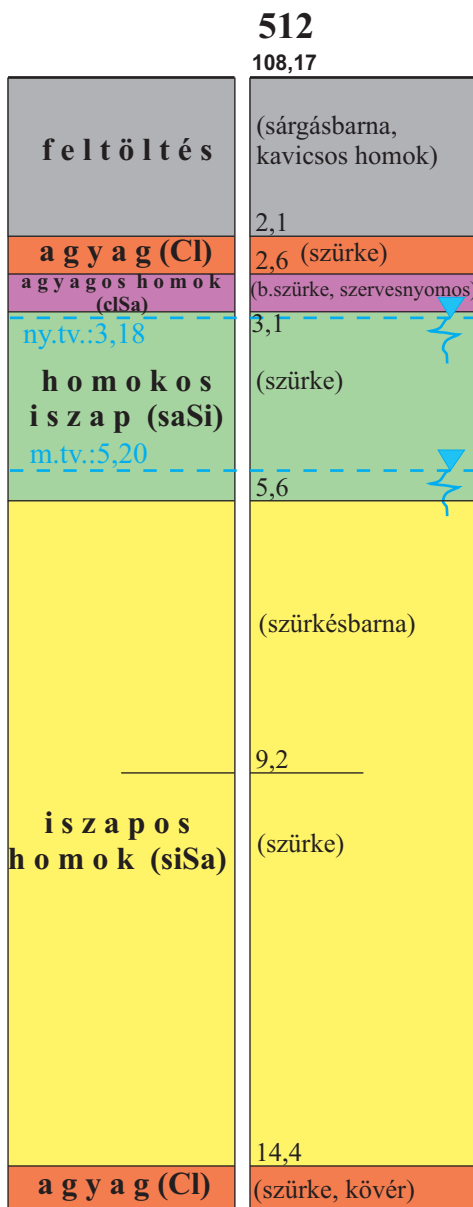 512
108,17
feltöltés
(sárgásbarna,
kavicsos homok)
2,1
agyag (Cl)
2,6
(szürke)
agyagos homok
(clSa)
(b.szürke, szervesnyomos)
3,1
ny.tv.:3,18
homokos
iszap (saSi)
(szürke)
m.tv.:5,20
5,6
(szürkésbarna)
9,2
iszapos
homok (siSa)
(szürke)
14,4
agyag (Cl)
(szürke, kövér)